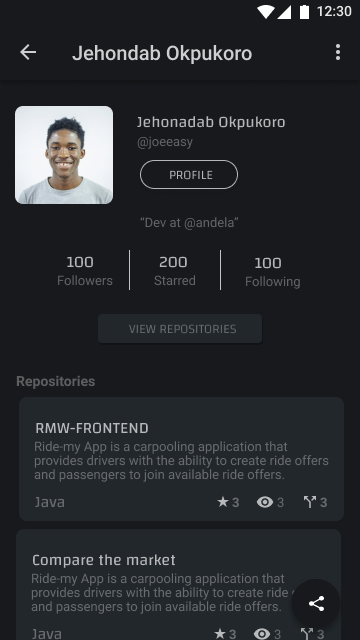 12:30
Jehondab Okpukoro
Jehonadab Okpukoro
@joeeasy
PROFILE
“Dev at @andela”
100 200 100
Followers Starred Following
VIEW REPOSITORIES
Repositories
RMW-FRONTEND
Ride-my App is a carpooling application that
provides drivers with the ability to create ride offers
and passengers to join available ride offers.
Java 3 3 3
Compare the market
Ride-my App is a carpooling application that
provides drivers with the ability to create ride
and passengers to join available ride offers.
Java 3 3 3